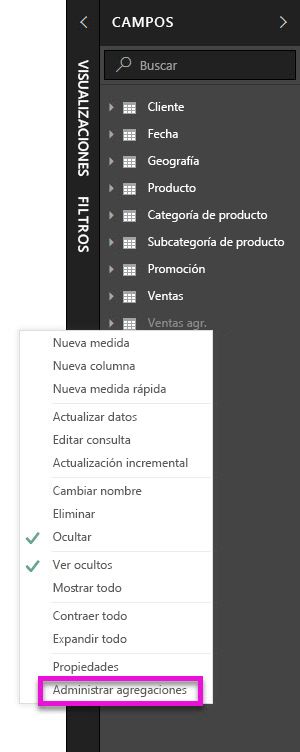 CAMPOS
VISUALIZACIONES
FILTROS
Buscar
Cliente
Fecha
Geografía
Producto
Categoría de producto
Subcategoría de producto
Promoción
Ventas
Ventas agr.
Nueva medida
Nueva columna
Nueva medida rápida
Actualizar datos
Editar consulta
Actualización incremental
Cambiar nombre
Eliminar
Ocultar
Ver ocultos
Mostrar todo
Contraer todo
Expandir todo
Propiedades
Administrar agregaciones